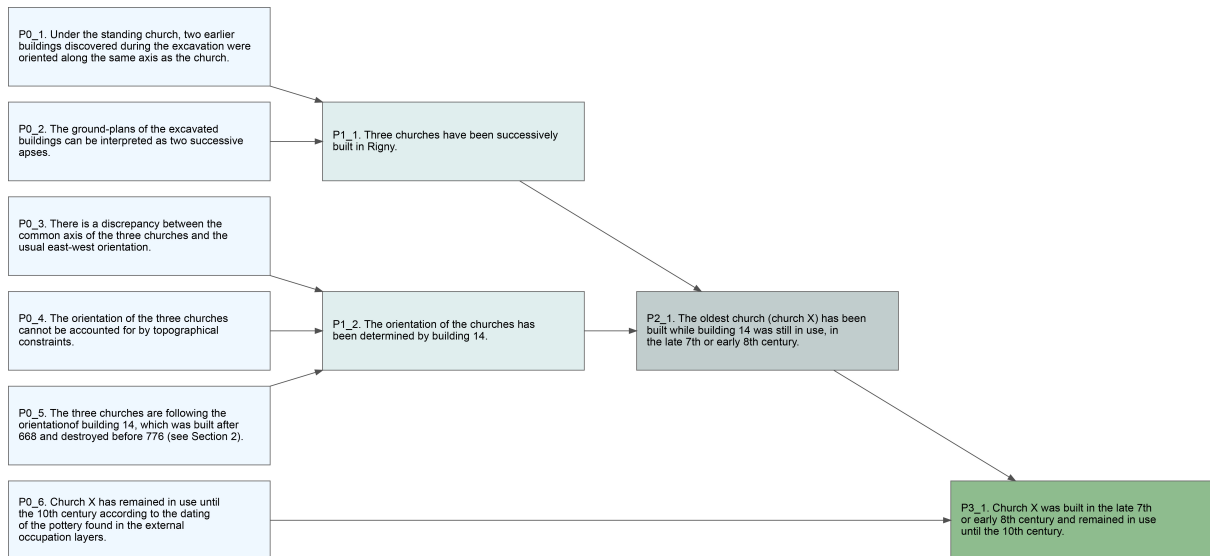 P0_1. Under the standing church, two earlier
buildings discovered during the excavation were
oriented along the same axis as the church.
P0_2. The ground-plans of the excavated
buildings can be interpreted as two successive
apses.
P1_1. Three churches have been successively
built in Rigny.
P0_3. There is a discrepancy between the
common axis of the three churches and the
usual east-west orientation.
P0_4. The orientation of the three churches
cannot be accounted for by topographical
constraints.
P1_2. The orientation of the churches has
been determined by building 14.
P2_1. The oldest church (church X) has been
built while building 14 was still in use, in
the late 7th or early 8th century.
P0_5. The three churches are following the
orientationof building 14, which was built after
668 and destroyed before 776 (see Section 2).
P0_6. Church X has remained in use until
the 10th century according to the dating
of the pottery found in the external
occupation layers.
P3_1. Church X was built in the late 7th
or early 8th century and remained in use
until the 10th century.